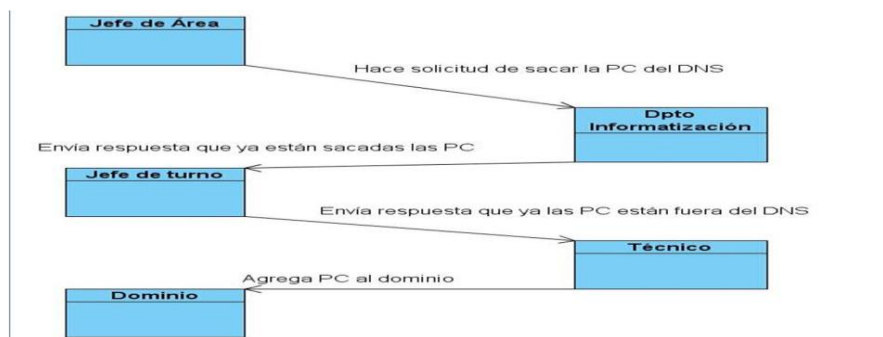 Jefe de Área
Hace solicitud de sacar la PC del DNS
Dpto
Informatización
Envía respuesta que ya están sacadas las PC
Jefe de turno
Envía respuesta que ya las PC están fuera del DNS
Técnico
Agrega PC al dominio
Dominio